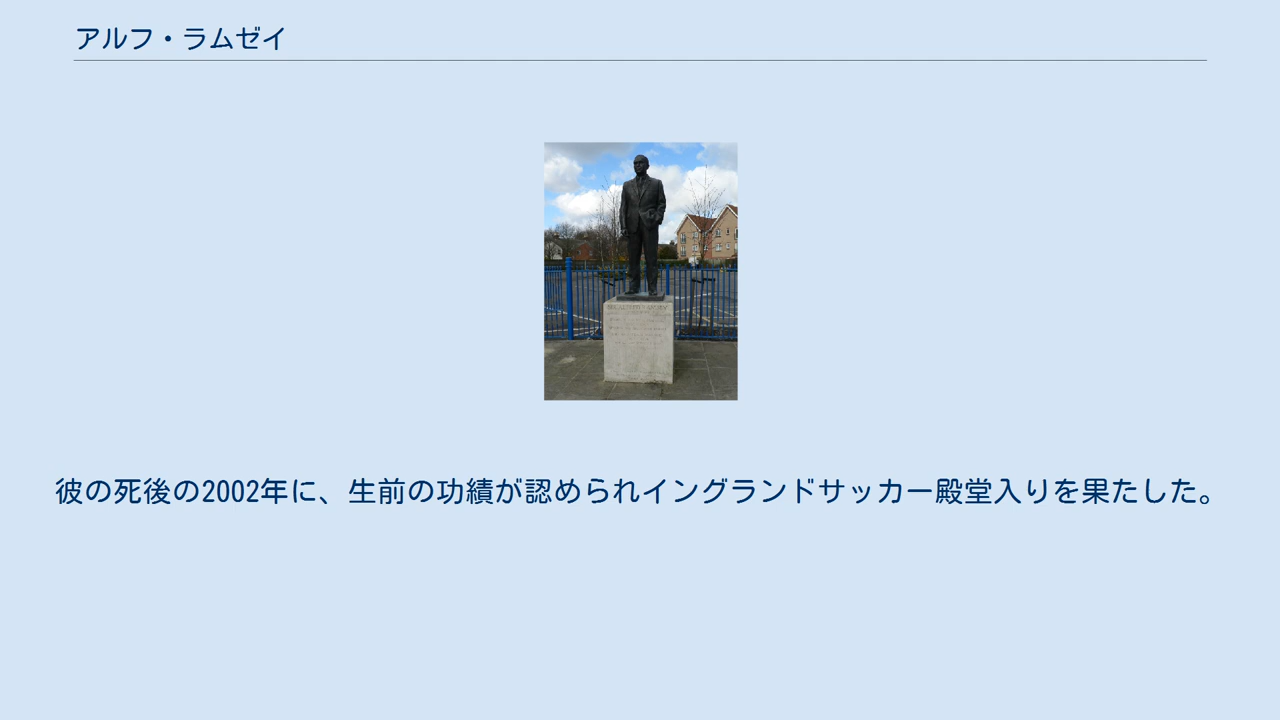 アルフ・ラムゼイ
彼の死後の2002年に、生前の功績が認められイングランドサッカー殿堂入りを果たした。